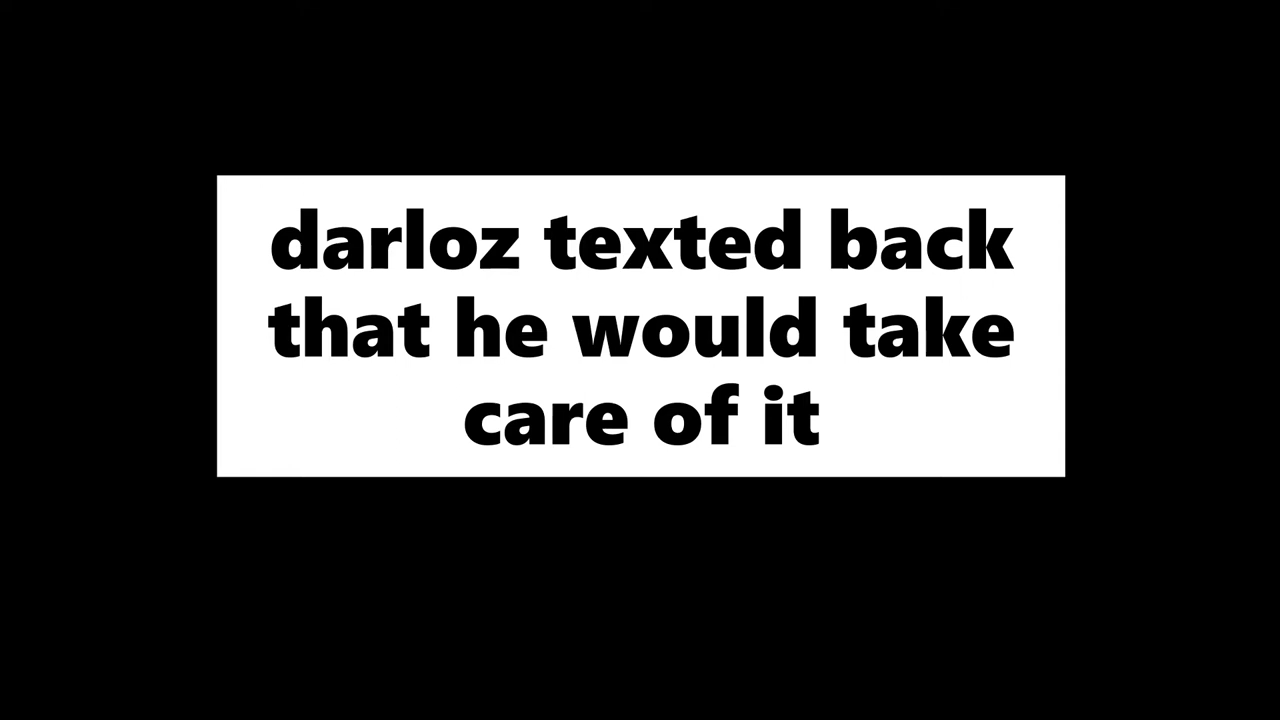 darloz texted back
that he would take
care of it